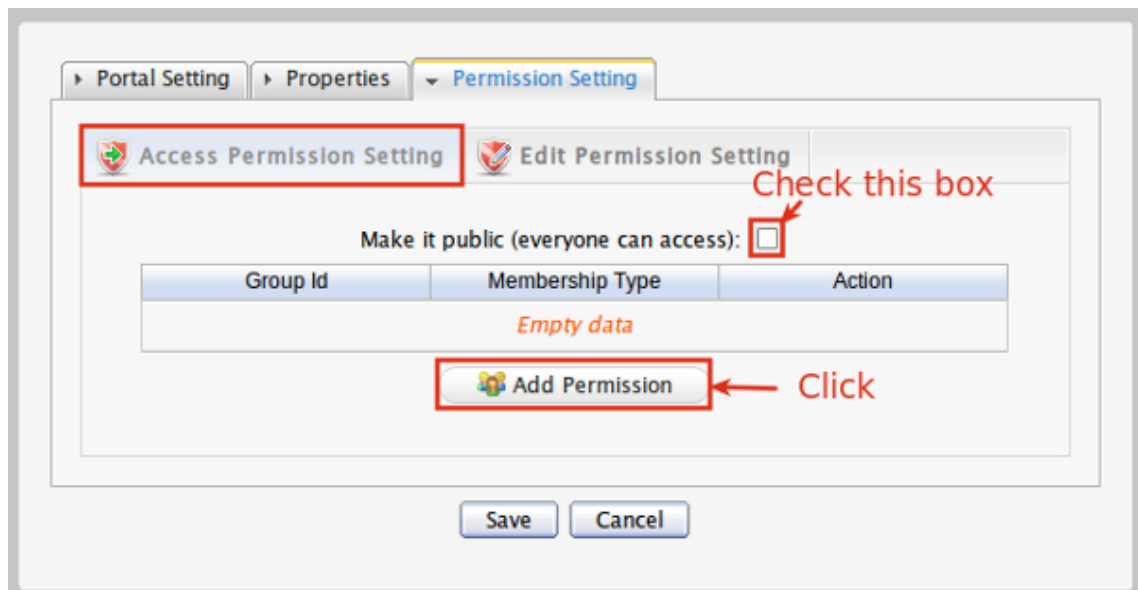 Portal Setting Properties Permission Setting
Access Permission Setting Edit Permission Setting
Check this box
Make it public (everyone can access):
Group Id Membership Type Action
Empty data
Add Permission Click
Save Cancel